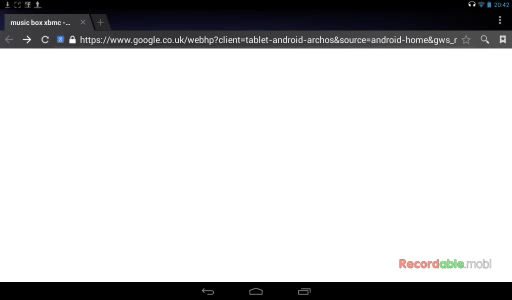 20:42
music box xbmc -...
https://www.google.co.uk/webhp?client=tablet-android-archos&source=android-home&gws_r
Recordable.mobi